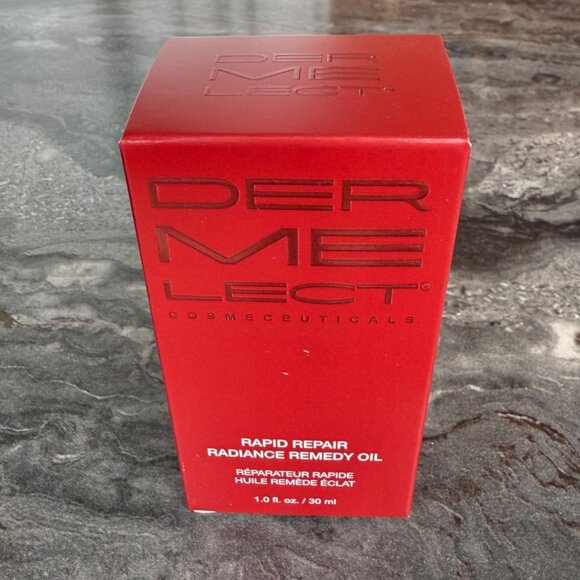 DER
ME
LECT®
DER
ME
LECT®
COSMECEUTICALS
RAPID REPAIR
RADIANCE REMEDY OIL
RÉPARATEUR RAPIDE
HUILE REMÈDE ÉCLAT
1.0 fl. oz. / 30 ml